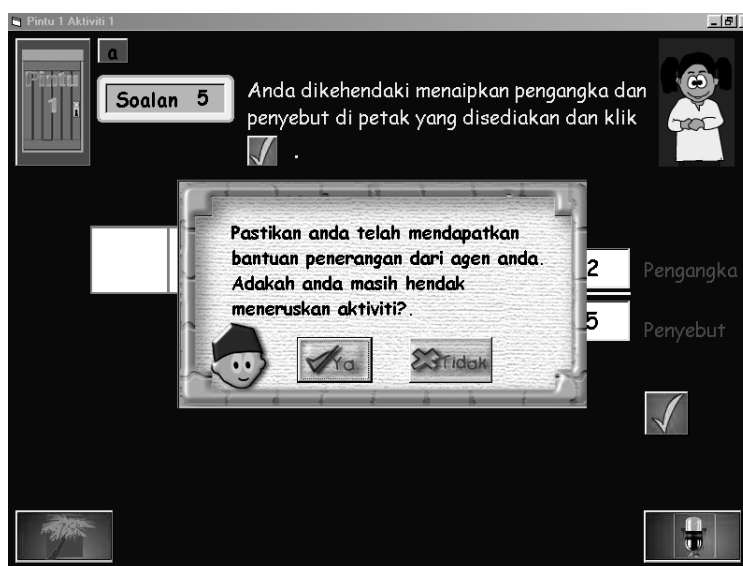 Pintu 1 Aktiviti 1
a
Pintu
1
Soalan 5
Anda dikehendaki menaipkan pengangka dan
penyebut di petak yang disediakan dan klik
.
Pastikan anda telah mendapatkan
bantuan penerangan dari agen anda.
Adakah anda masih hendak
meneruskan aktiviti?.
Ya
Tidak
2 Pengangka
5 Penyebut